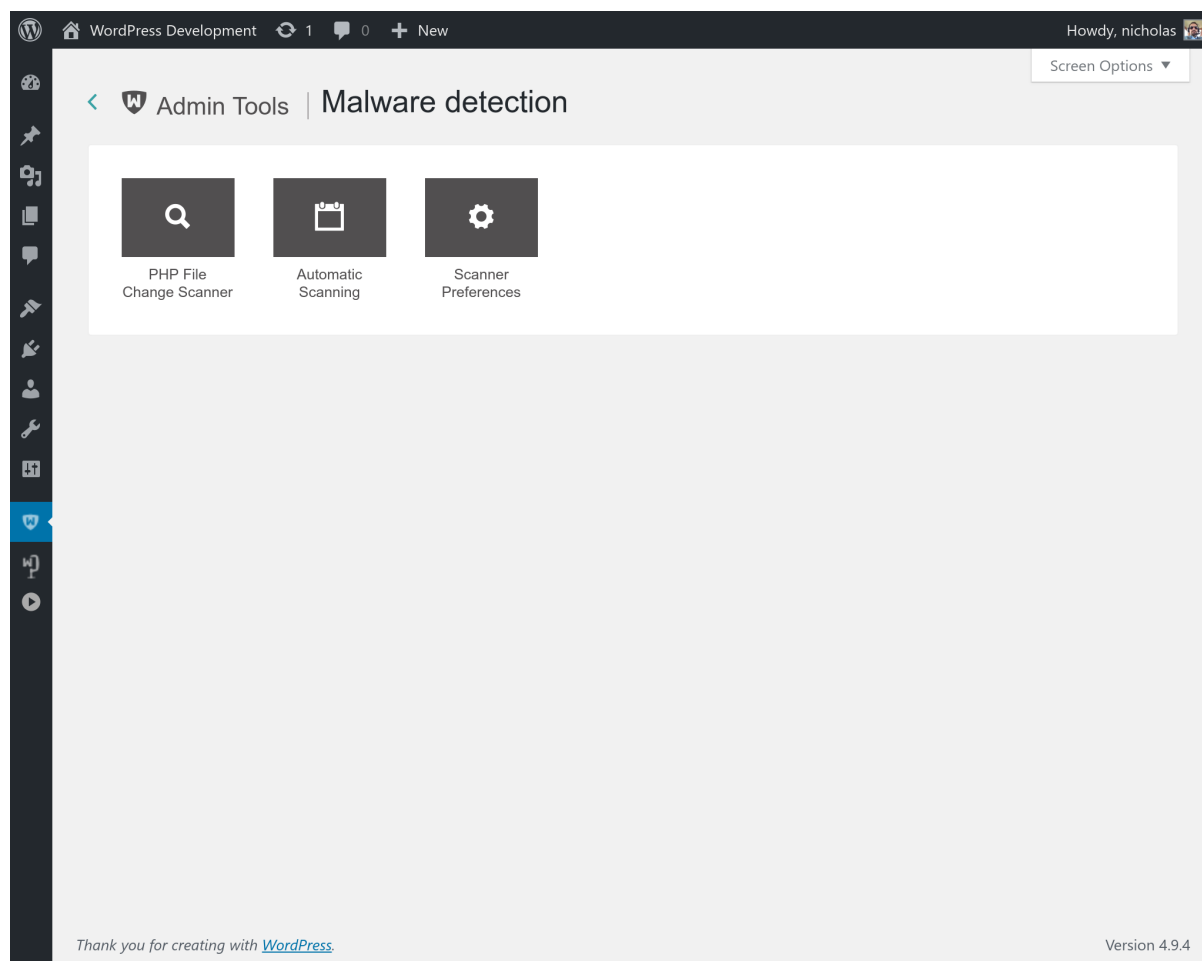 WordPress Development 1 0 New Howdy, nicholas
Screen Options ▼
Admin Tools | Malware detection
PHP File
Change Scanner
Automatic
Scanning
Scanner
Preferences
Thank you for creating with WordPress.
Version 4.9.4